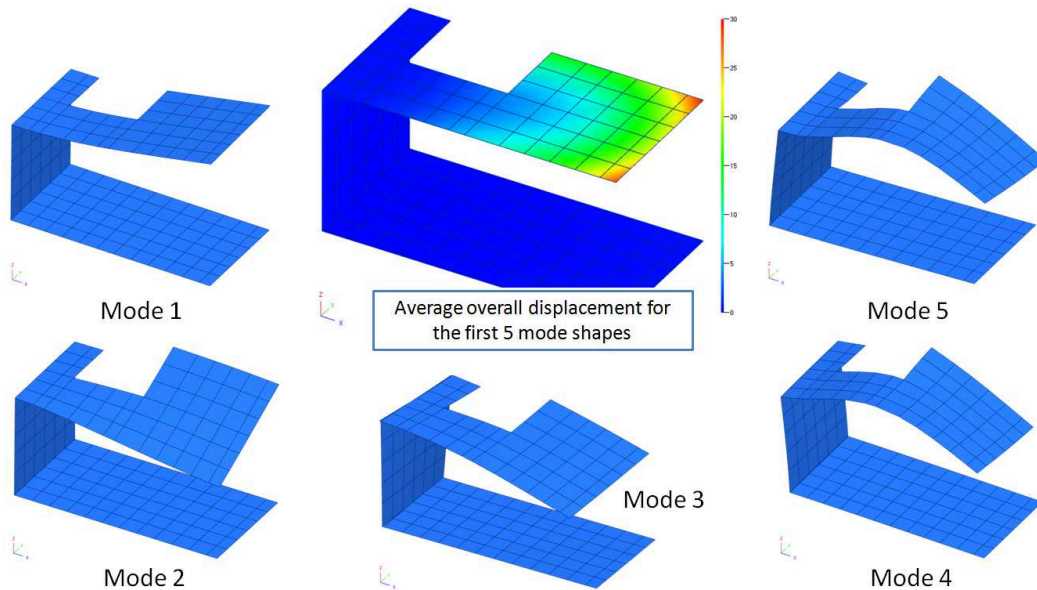 30
25
20
15
10
5
0
Z
Y
X
Mode 1
Average overall displacement for
the first 5 mode shapes
Mode 5
Mode 2
Mode 3
Mode 4